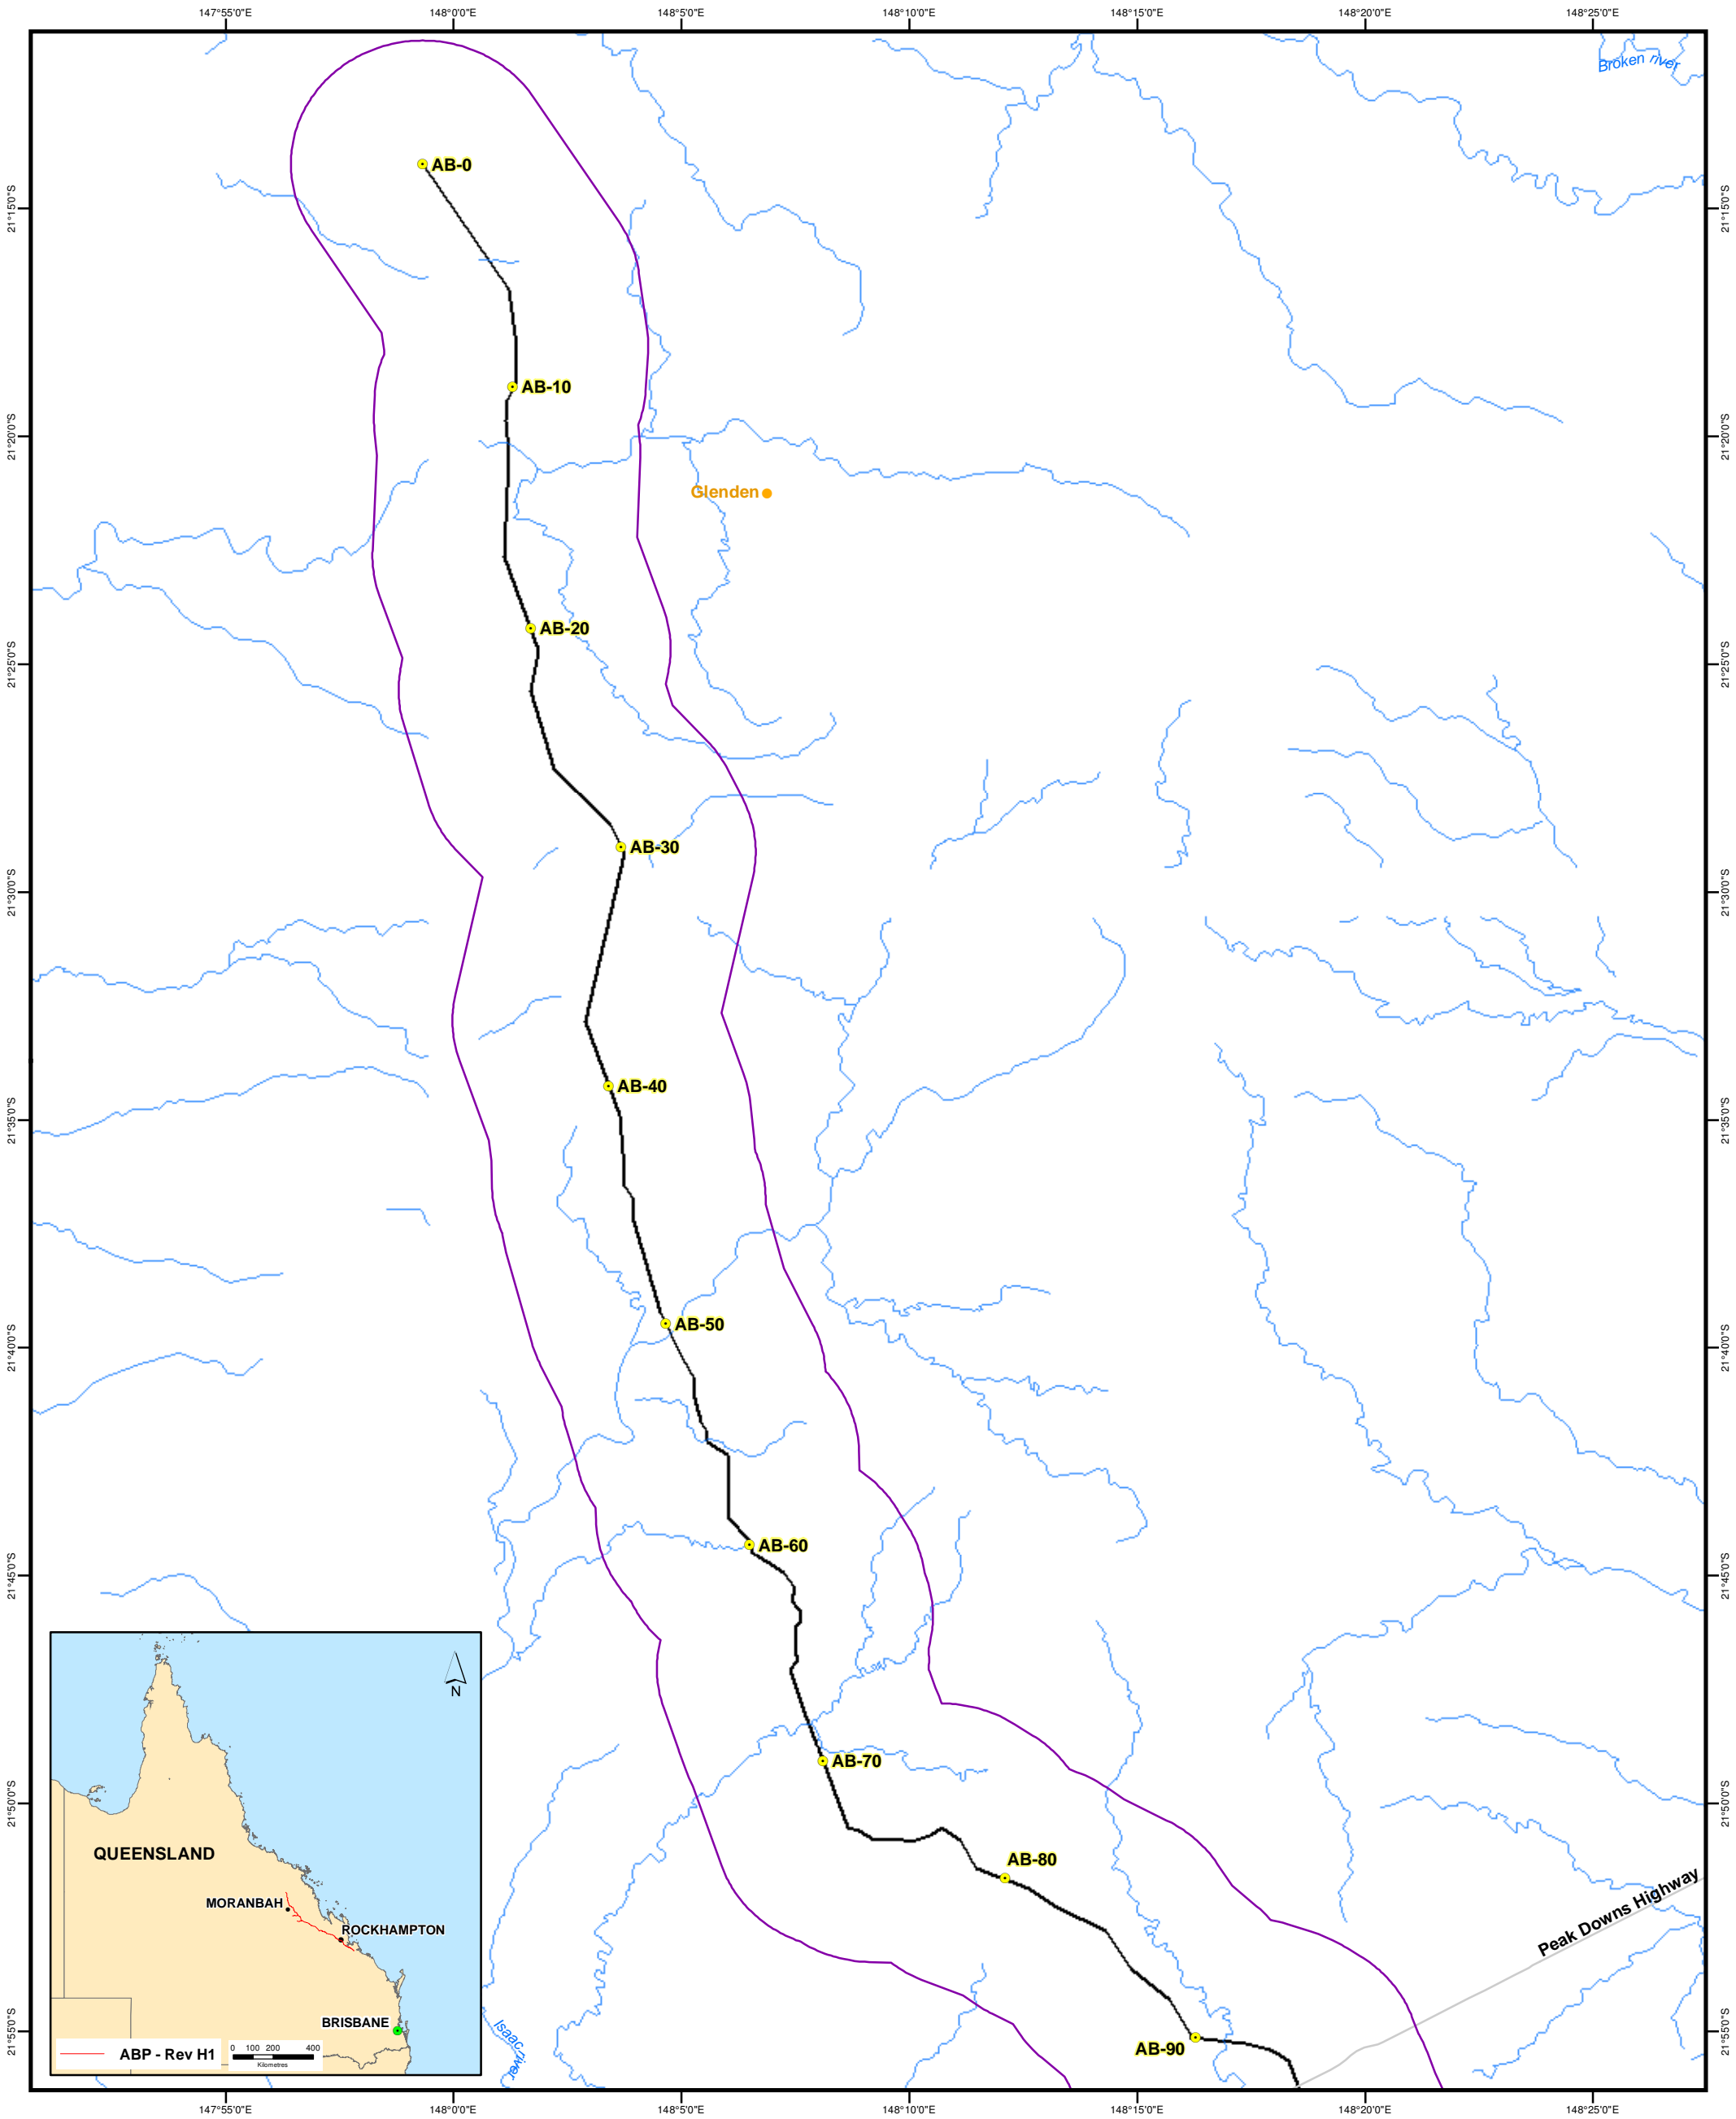 147°55'0"E 148°0'0"E 148°5'0"E 148°10'0"E 148°15'0"E 148°20'0"E 148°25'0"E
Broken river
AB-0
21°15'0"S 21°15'0"S
AB-10
21°20'0"S 21°20'0"S
Glenden
AB-20
21°25'0"S 21°25'0"S
AB-30
21°30'0"S 21°30'0"S
AB-40
21°35'0"S 21°35'0"S
AB-50
21°40'0"S 21°40'0"S
AB-60
21°45'0"S 21°45'0"S
N
AB-70
21°50'0"S 21°50'0"S
QUEENSLAND
AB-80
MORANBAH
ROCKHAMPTON
Peak Downs Highway
BRISBANE
Isaac river
AB-90
21°55'0"S 21°55'0"S
ABP - Rev H1
0 100 200 400
Kilometres
147°55'0"E 148°0'0"E 148°5'0"E 148°10'0"E 148°15'0"E 148°20'0"E 148°25'0"E